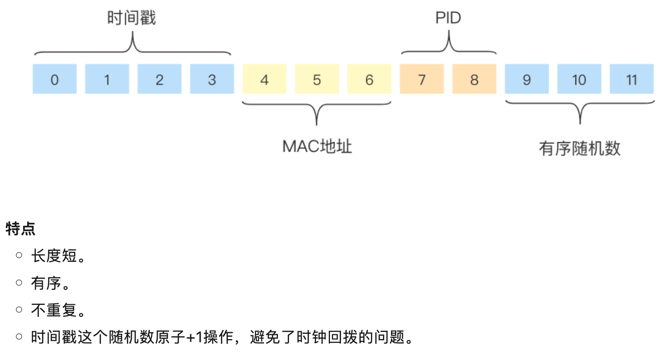 时间戳
PID
0 1 2 3 4 5 6 7 8 9 10 11
MAC地址
有序随机数
特点
长度短。
有序。
不重复。
时间戳这个随机数原子+1操作，避免了时钟回拨的问题。